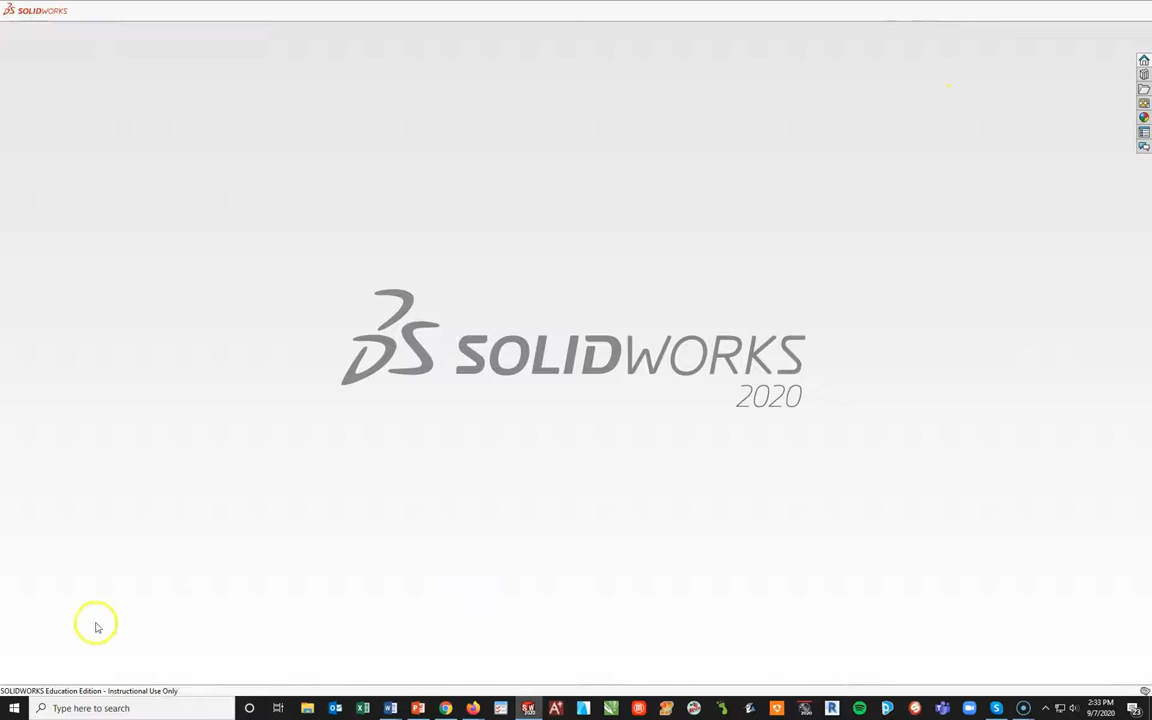 SOLIDWORKS
SOLIDWORKS
2020
SOLIDWORKS Education Edition - Instructional Use Only
Type here to search
2:33 PM
9/7/2020
23